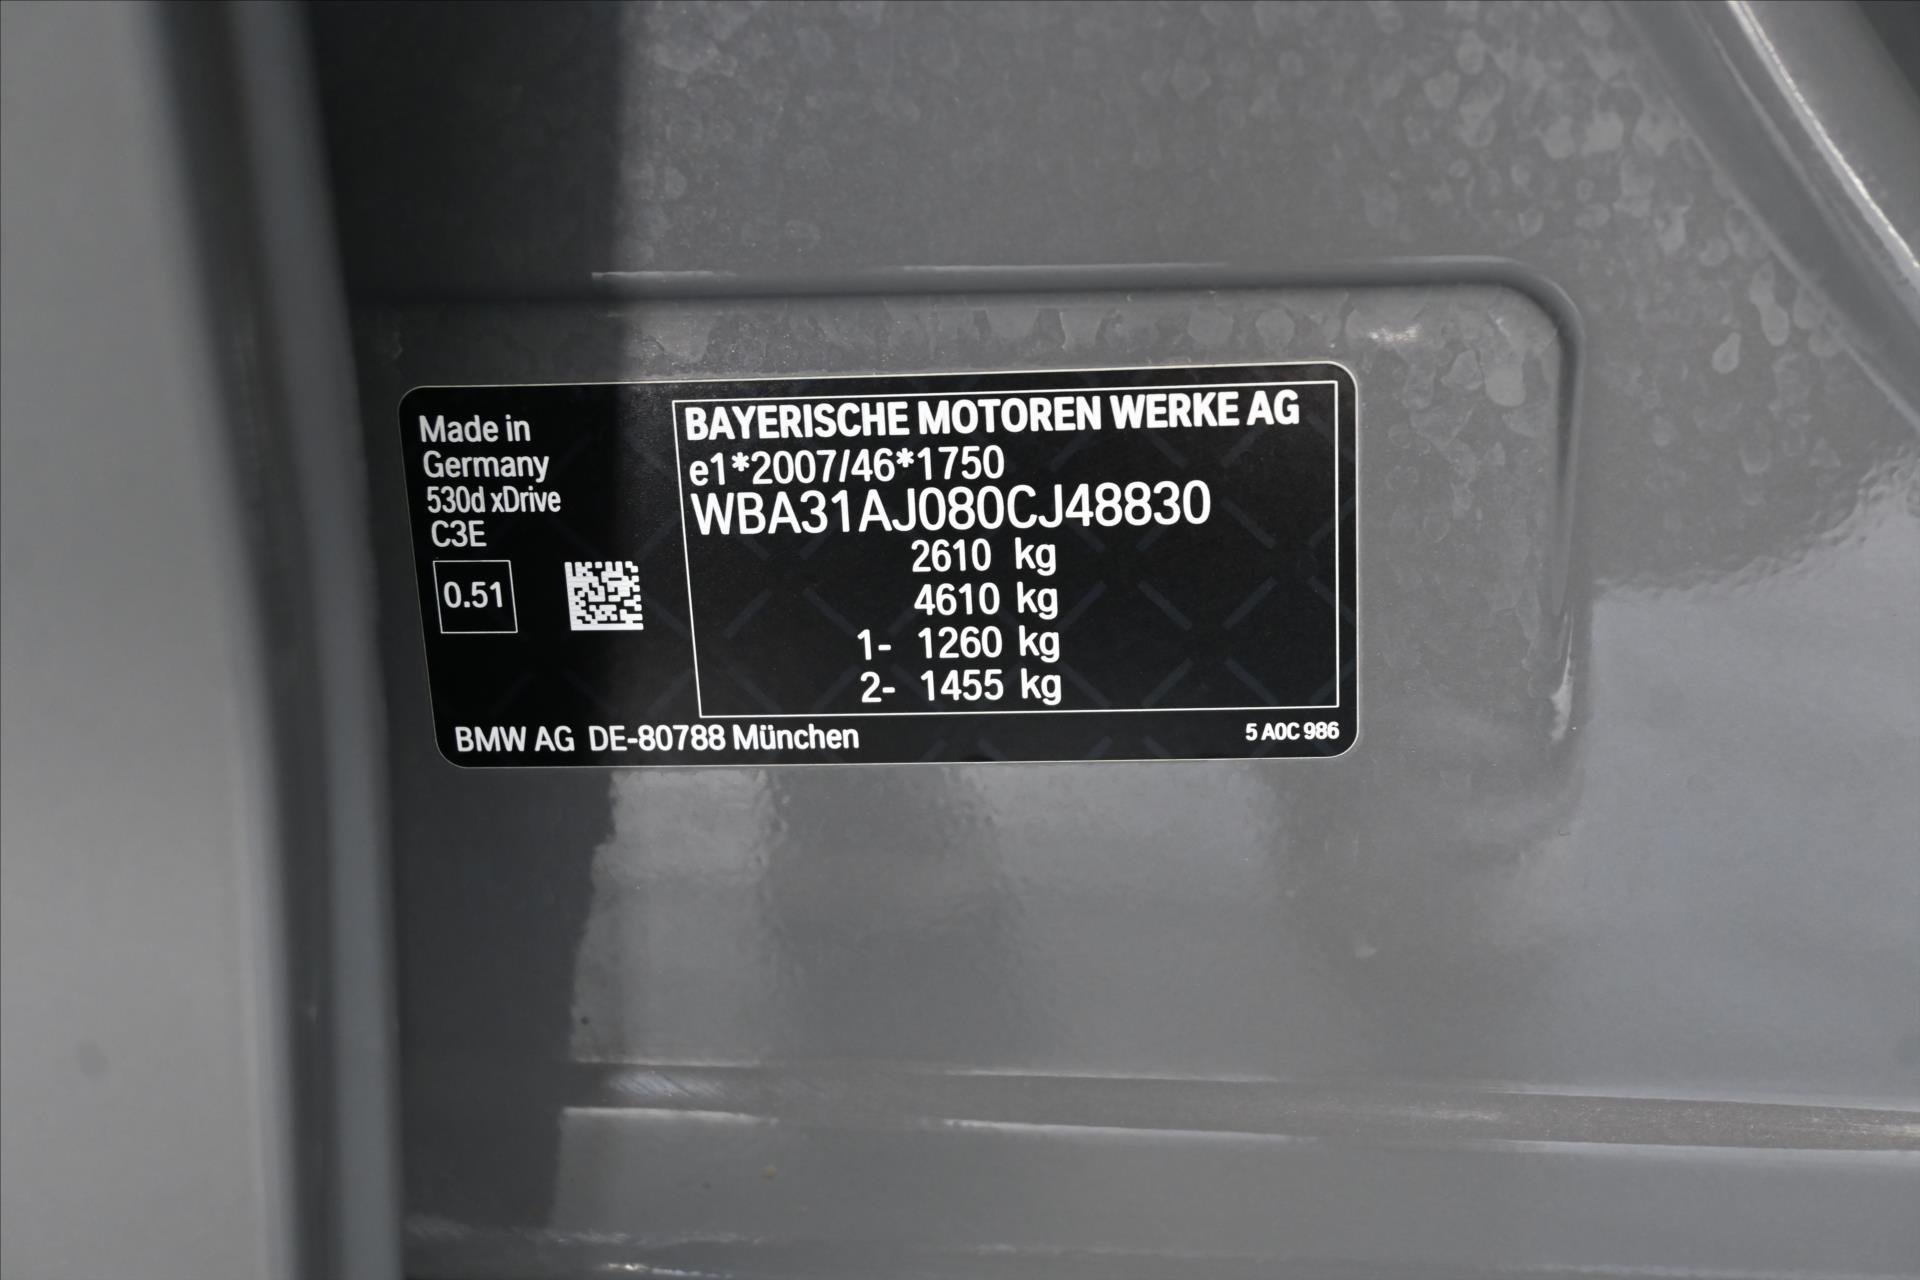 Made in
Germany
530d xDrive
C3E
0.51
BAYERISCHE MOTOREN WERKE AG
e1*2007/46*1750
WBA31AJ080CJ48830
2610 kg
4610 kg
1- 1260 kg
2- 1455 kg
BMW AG DE-80788 München
5 A0C 986